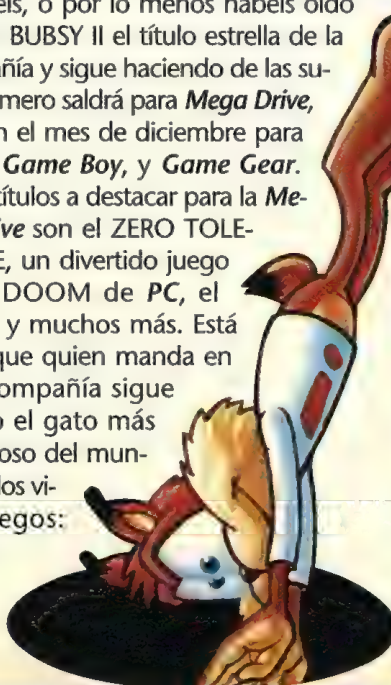 eis, o por lo menos habéis oído
BUBSY II el título estrella de la
añía y sigue haciendo de las su-
mero saldrá para Mega Drive,
n el mes de diciembre para
Game Boy, y Game Gear.
títulos a destacar para la Me-
ive son el ZERO TOLE-
E, un divertido juego
DOOM de PC, el
y muchos más. Está
que quien manda en
ompañía sigue
o el gato más
oso del mun-
los vi-
egos: